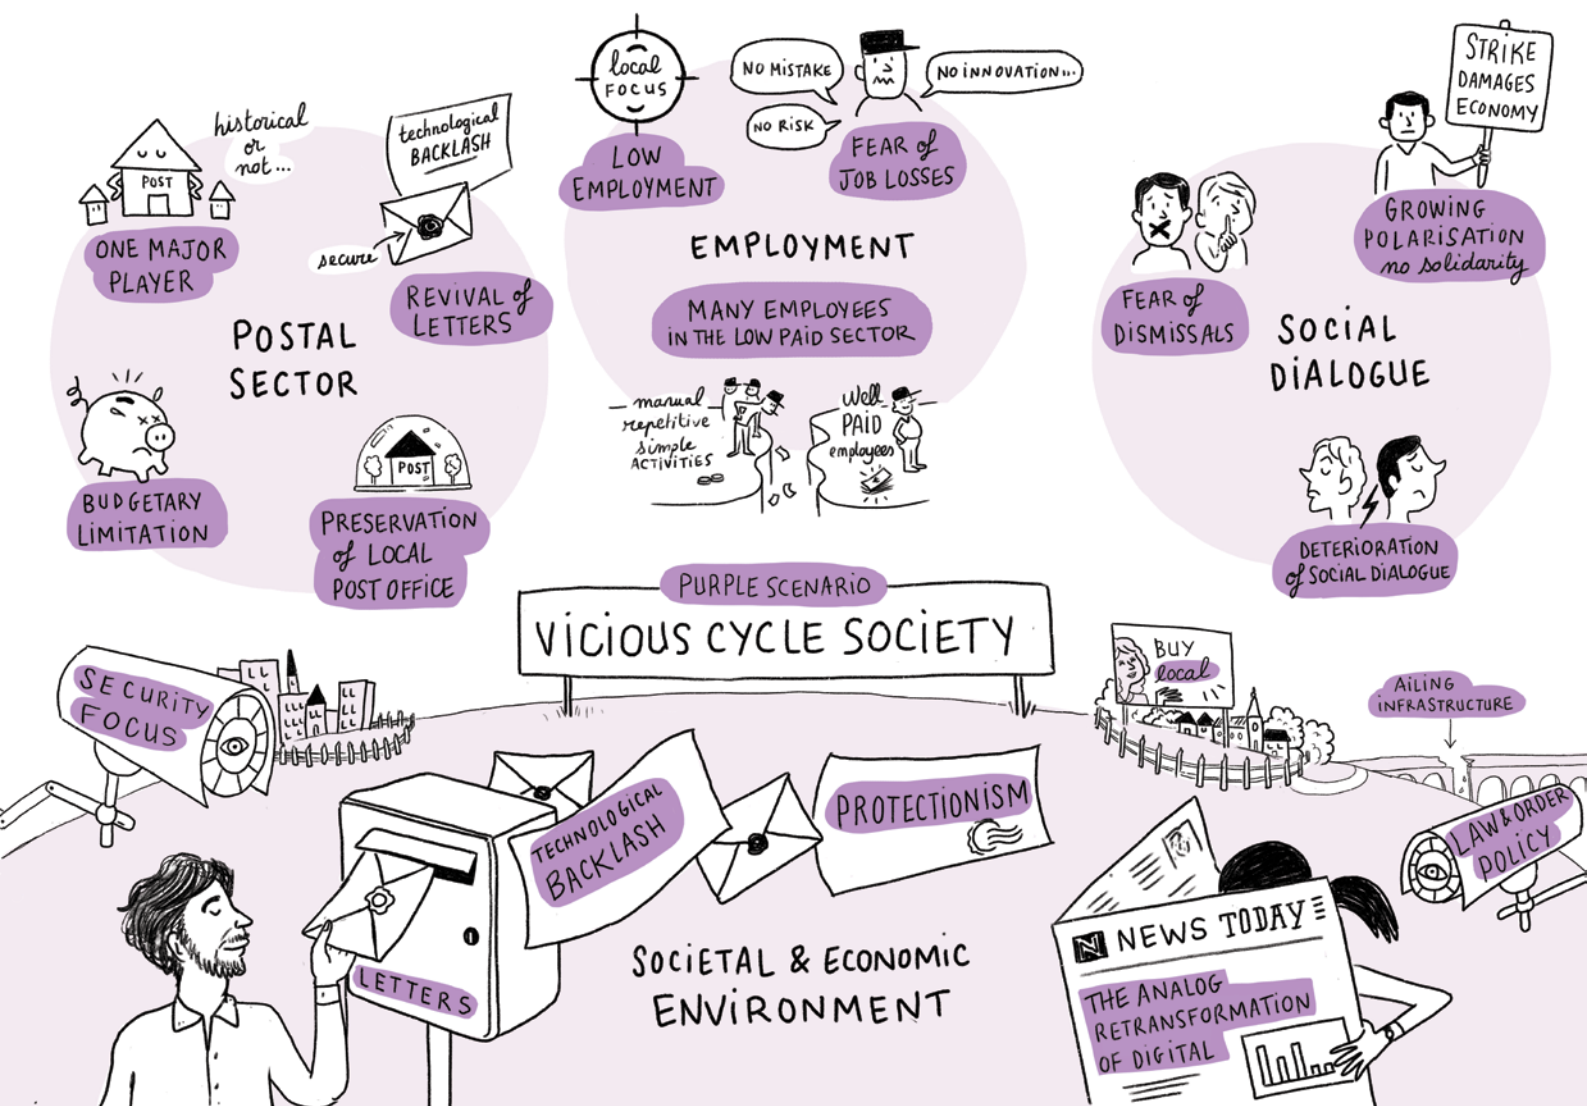 historical
or
not...
POST
ONE MAJOR
PLAYER
technological
BACKLASH
secure
REVIVAL of
LETTERS
POSTAL
SECTOR
BUDGETARY
LIMITATION
POST
PRESERVATION
of LOCAL
POST OFFICE
local
FOCUS
LOW
EMPLOYMENT
NO MISTAKE
NO RISK
NO INNOVATION...
FEAR of
JOB LOSSES
EMPLOYMENT
MANY EMPLOYEES
IN THE LOW PAID SECTOR
manual
repetitive
simple
ACTIVITIES
Well
PAID
employees
STRIKE
DAMAGES
ECONOMY
GROWING
POLARISATION
no solidarity
FEAR of
DISMISSALS
SOCIAL
DIALOGUE
DETERIORATION
of SOCIAL DIALOGUE
PURPLE SCENARIO
VICIOUS CYCLE SOCIETY
SECURITY
FOCUS
BUY
local
AILING
INFRASTRUCTURE
LAW & ORDER
POLICY
TECHNOLOGICAL
BACKLASH
PROTECTIONISM
LETTERS
SOCIETAL & ECONOMIC
ENVIRONMENT
N NEWS TODAY
THE ANALOG
RETRANSFORMATION
OF DIGITAL